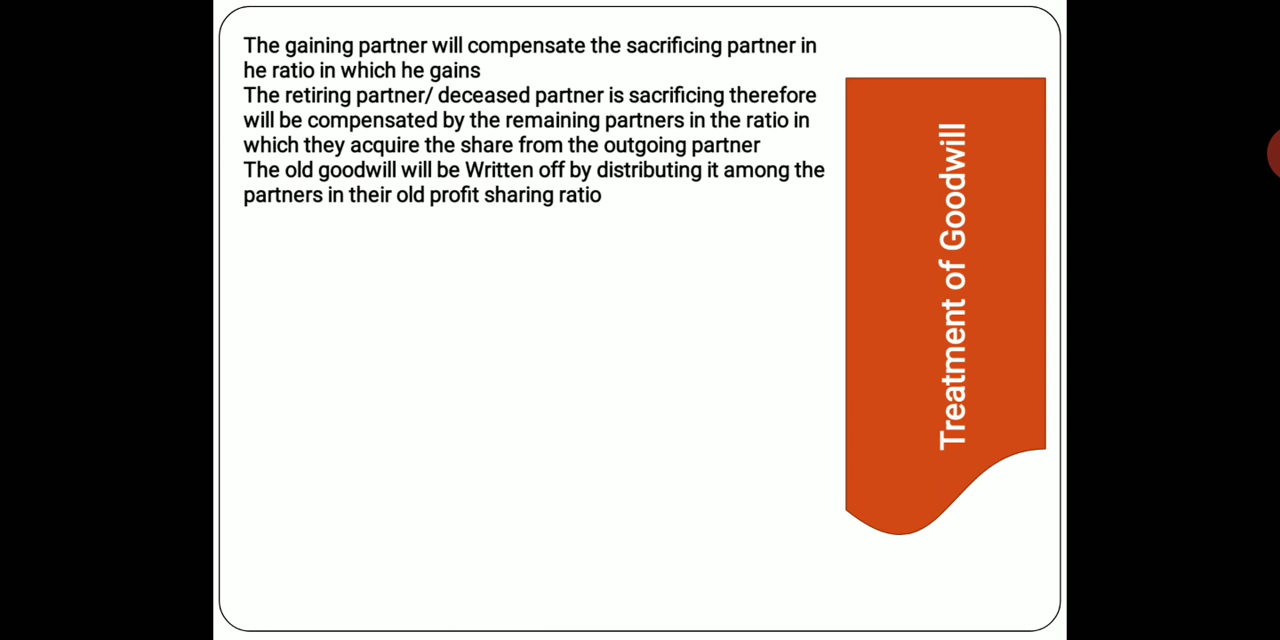 The gaining partner will compensate the sacrificing partner in
he ratio in which he gains
The retiring partner/ deceased partner is sacrificing therefore
will be compensated by the remaining partners in the ratio in
which they acquire the share from the outgoing partner
The old goodwill will be Written off by distributing it among the
partners in their old profit sharing ratio
Treatment of Goodwill